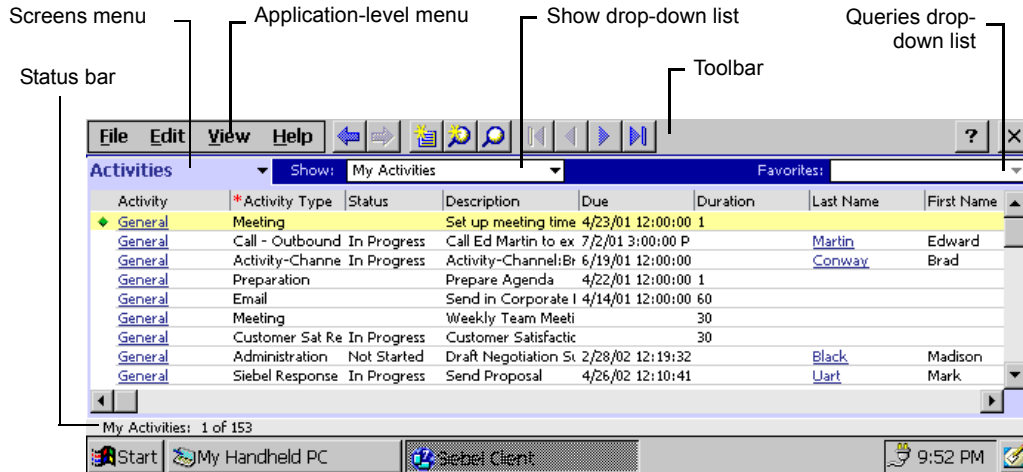 Screens menu
Application-level menu
Show drop-down list
Queries drop-
down list
Status bar
Toolbar
File Edit View Help ?
Activities Show: My Activities Favorites:
Activity *Activity Type Status Description Due Duration Last Name First Name
General Meeting Set up meeting time 4/23/01 12:00:00 1
General Call - Outbound In Progress Call Ed Martin to ex 7/2/01 3:00:00 P Martin Edward
General Activity-Channe In Progress Activity-Channel:Br 6/19/01 12:00:00 Conway Brad
General Preparation Prepare Agenda 4/22/01 12:00:00 1
General Email Send in Corporate I 4/14/01 12:00:00 60
General Meeting Weekly Team Meeti 30
General Customer Sat Re In Progress Customer Satisfactic 30
General Administration Not Started Draft Negotiation Su 2/28/02 12:19:32 Black Madison
General Siebel Response In Progress Send Proposal 4/26/02 12:10:41 Uart Mark
My Activities: 1 of 153
Start My Handheld PC Siebel Client 9:52 PM